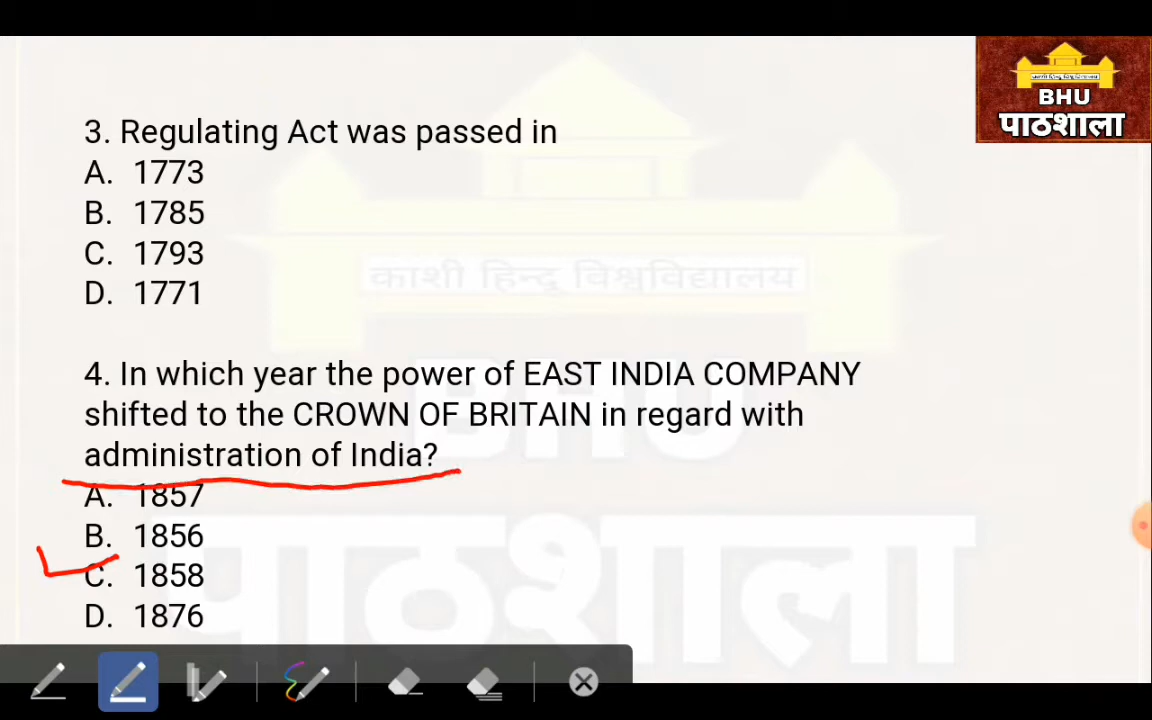 BHU
पाठशाला
3. Regulating Act was passed in
A. 1773
B. 1785
C. 1793
D. 1771
काशी हिन्दू विश्वविद्यालय
4. In which year the power of EAST INDIA COMPANY
shifted to the CROWN OF BRITAIN in regard with
administration of India?
A. 1857
B. 1856
C. 1858
D. 1876
BHU
पाठशाला